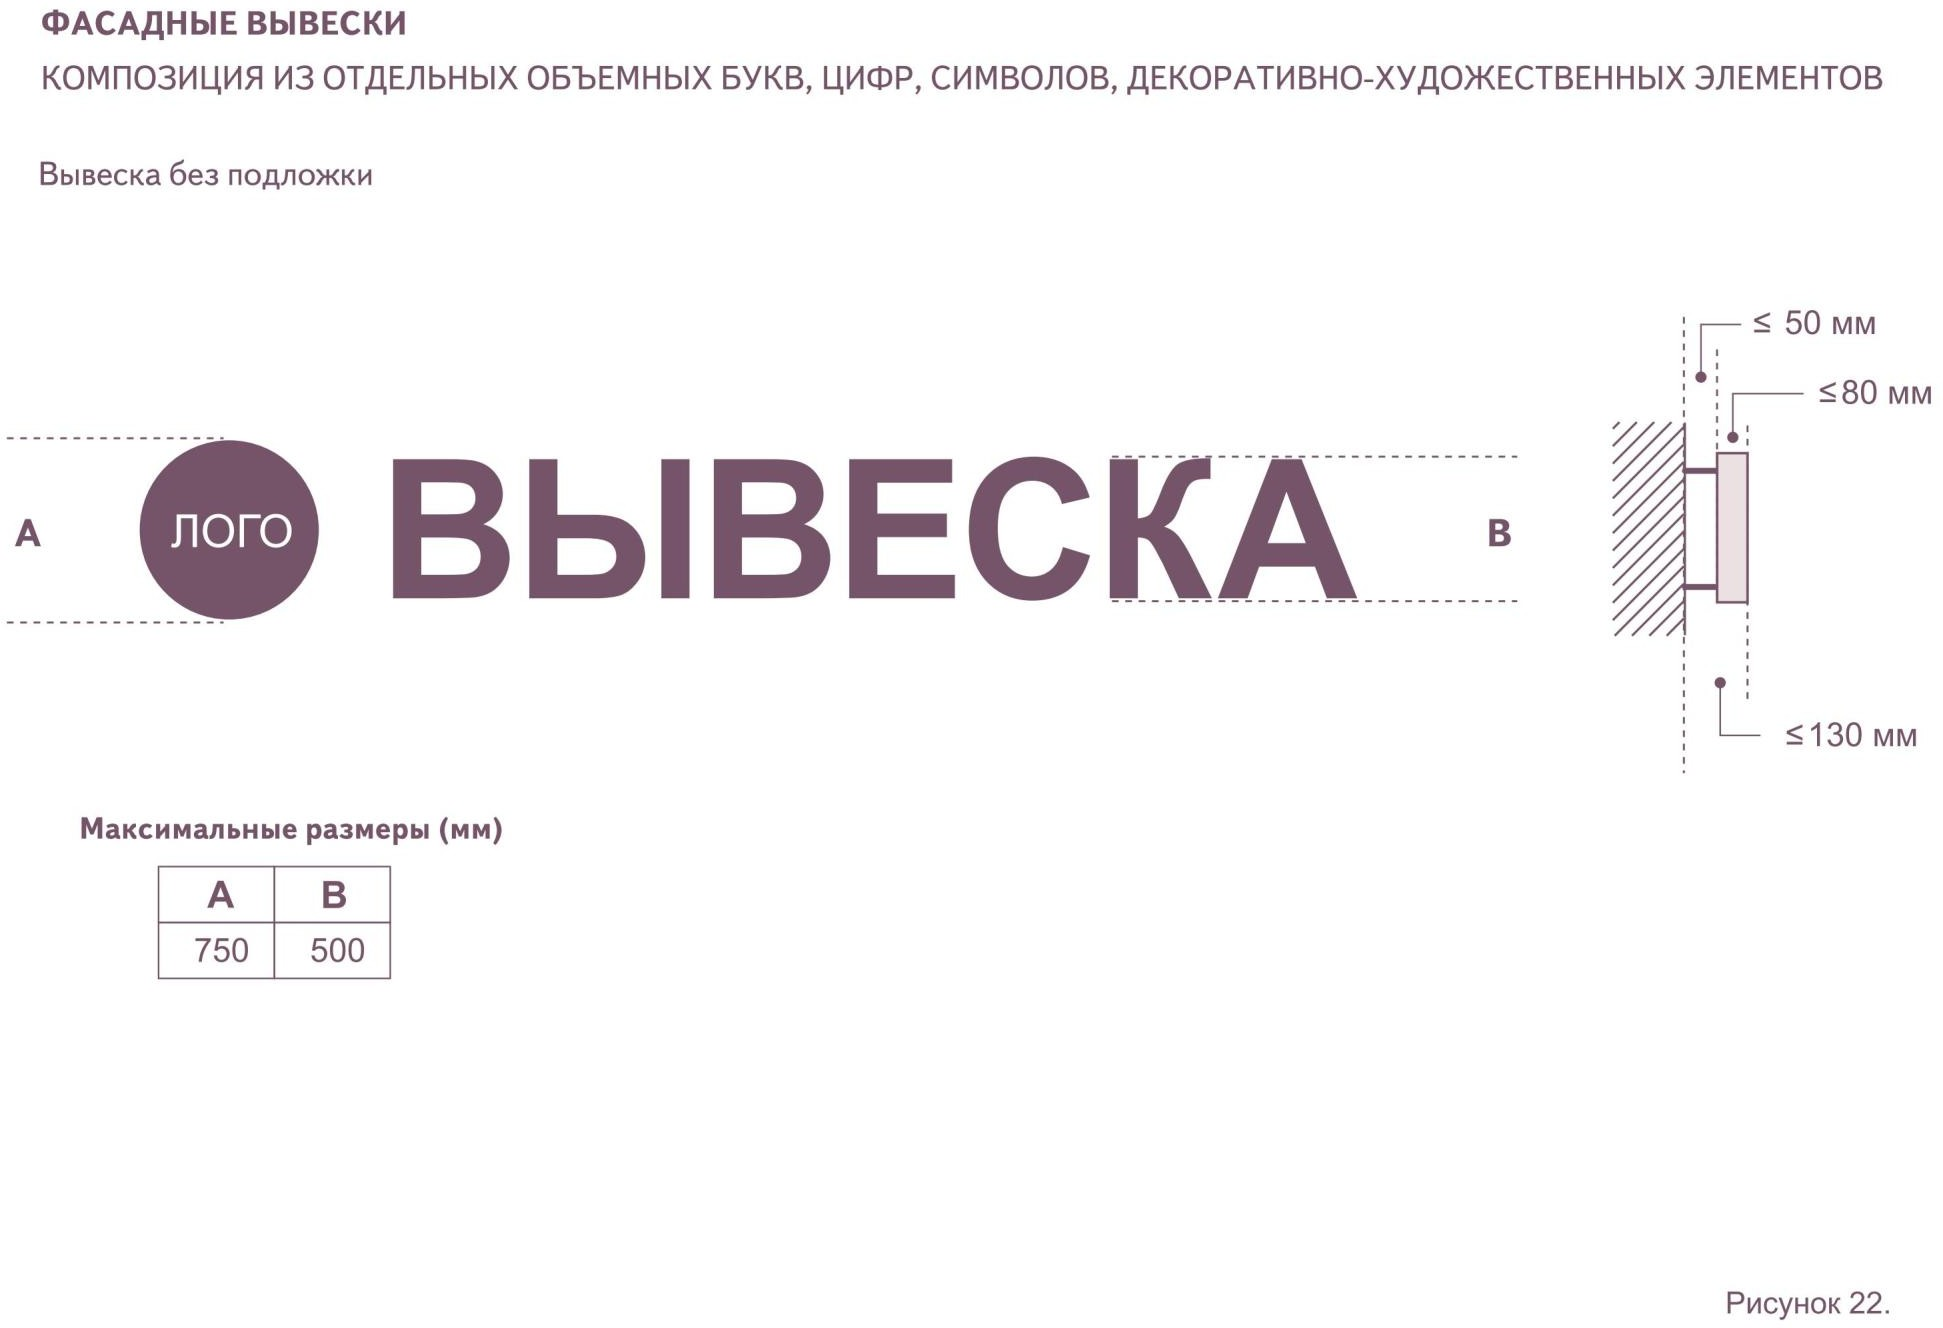 ФАСАДНЫЕ ВЫВЕСКИ
КОМПОЗИЦИЯ ИЗ ОТДЕЛЬНЫХ ОБЪЕМНЫХ БУКВ, ЦИФР, СИМВОЛОВ, ДЕКОРАТИВНО-ХУДОЖЕСТВЕННЫХ ЭЛЕМЕНТОВ
Вывеска без подложки
≤ 50 мм
≤80 мм
А ЛОГО ВЫВЕСКА В
≤130 мм
Максимальные размеры (мм)
А В
750 500
Рисунок 22.